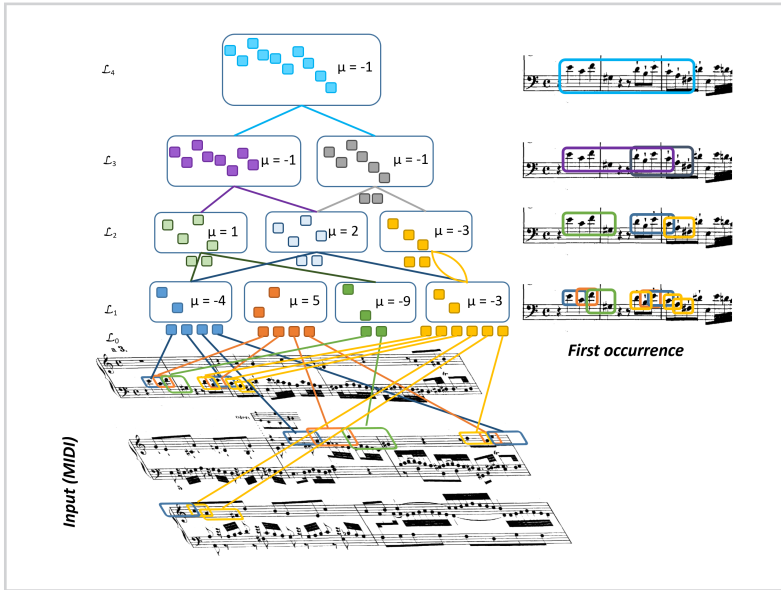 ℒ₄
μ = -1
ℒ₃
μ = -1
μ = -1
ℒ₂
μ = 1
μ = 2
μ = -3
ℒ₁
μ = -4
μ = 5
μ = -9
μ = -3
ℒ₀
First occurrence
Input (MIDI)